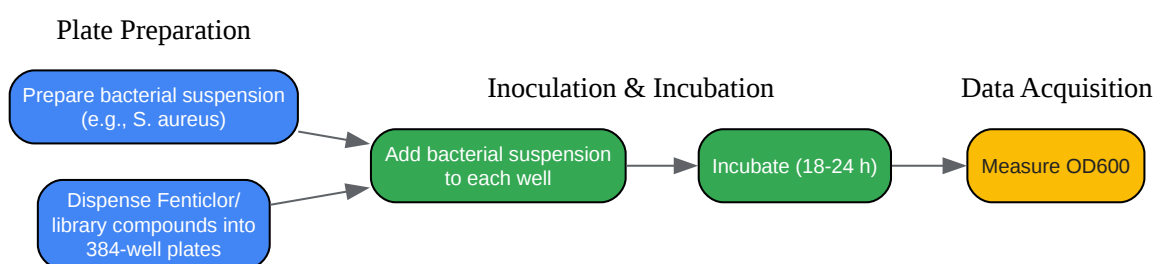 Plate Preparation
Prepare bacterial suspension
(e.g., S. aureus)
Dispense Fenticlor/
library compounds into
384-well plates
Inoculation & Incubation
Add bacterial suspension
to each well
Incubate (18-24 h)
Data Acquisition
Measure OD600